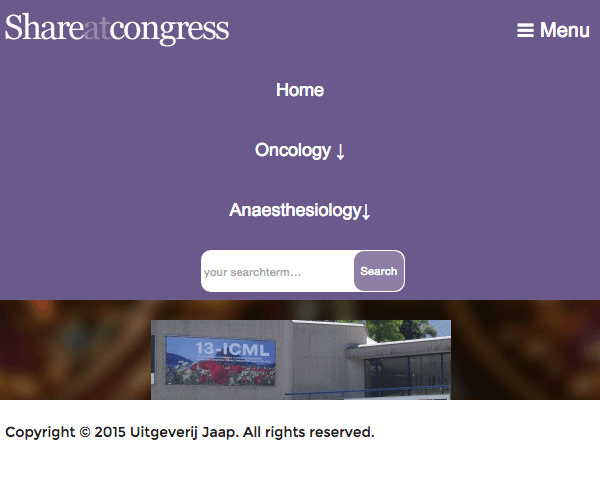 Shareatcongress
Menu
Home
Oncology ↓
Anaesthesiology↓
your searchterm...
Search
13-ICML
Copyright © 2015 Uitgeverij Jaap. All rights reserved.